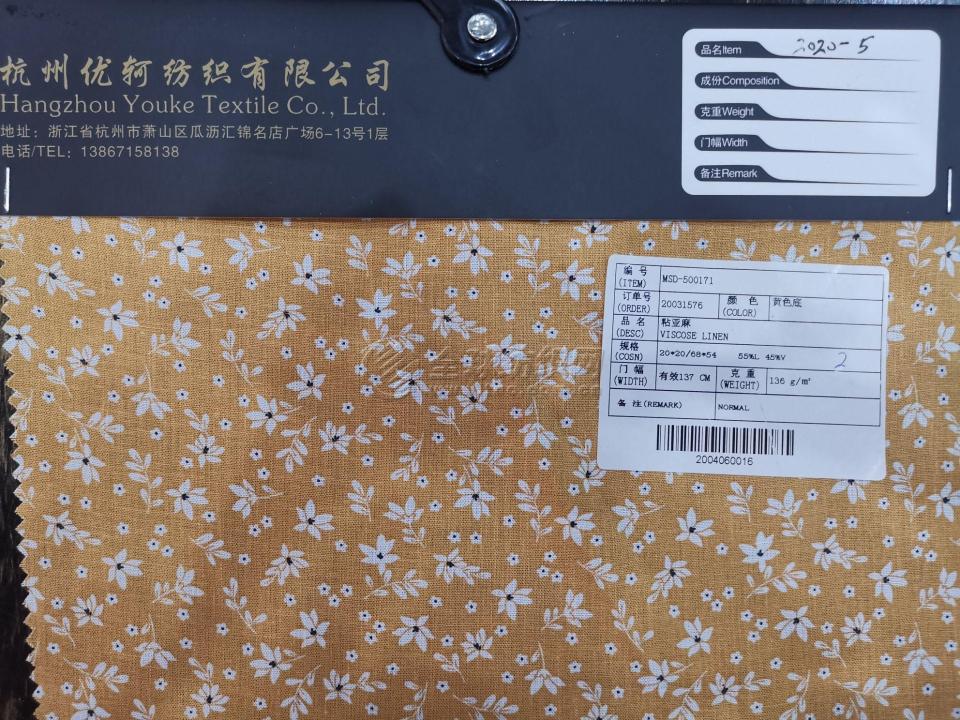 杭州优轲纺织有限公司
Hangzhou Youke Textile Co., Ltd.
地址：浙江省杭州市萧山区瓜沥汇锦名店广场6-13号1层
电话/TEL：13867158138
品名Item 2020-5
成份Composition
克重Weight
门幅Width
备注Remark
编 号 (ITEM) MSD-500171
订单号 (ORDER) 20031576 颜 色 (COLOR) 黄色底
品 名 (DESC) 粘亚麻 VISCOSE LINEN
规格 (COSN) 20*20/68*54 55%L 45%V 2
门 幅 (WIDTH) 有效137 CM 克 重 (WEIGHT) 136 g/m²
备 注(REMARK) NORMAL
2004060016